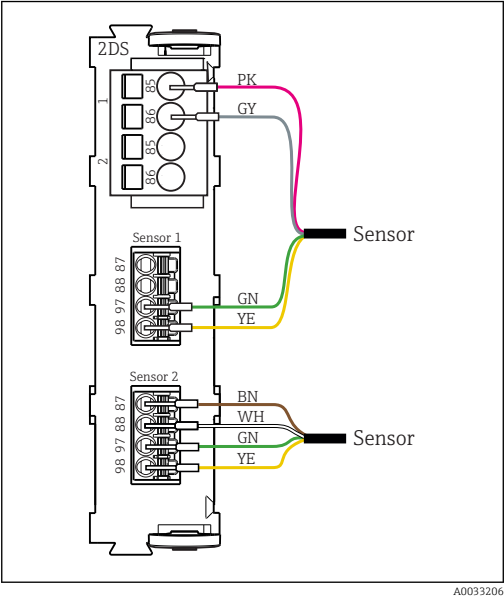 2DS
PK
85
1
86
GY
85
2
86
Sensor
Sensor 1
87
88
97
GN
98
YE
Sensor 2
87
BN
88
WH
97
GN
98
YE
Sensor
A0033206